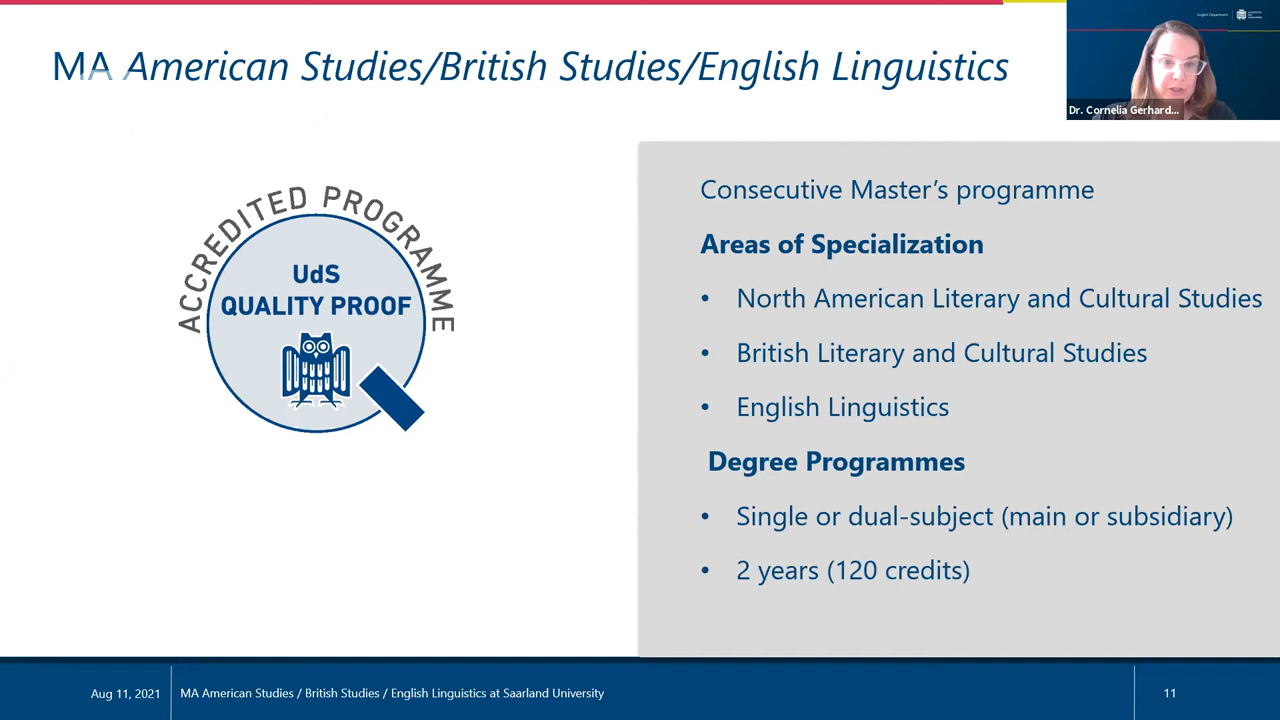 MA American Studies/British Studies/English Linguistics
English Department
Dr. Cornelia Gerhard...
ACCREDITED PROGRAMME
UdS
QUALITY PROOF
Consecutive Master's programme
Areas of Specialization
• North American Literary and Cultural Studies
• British Literary and Cultural Studies
• English Linguistics
Degree Programmes
• Single or dual-subject (main or subsidiary)
• 2 years (120 credits)
Aug 11, 2021
MA American Studies / British Studies / English Linguistics at Saarland University
11